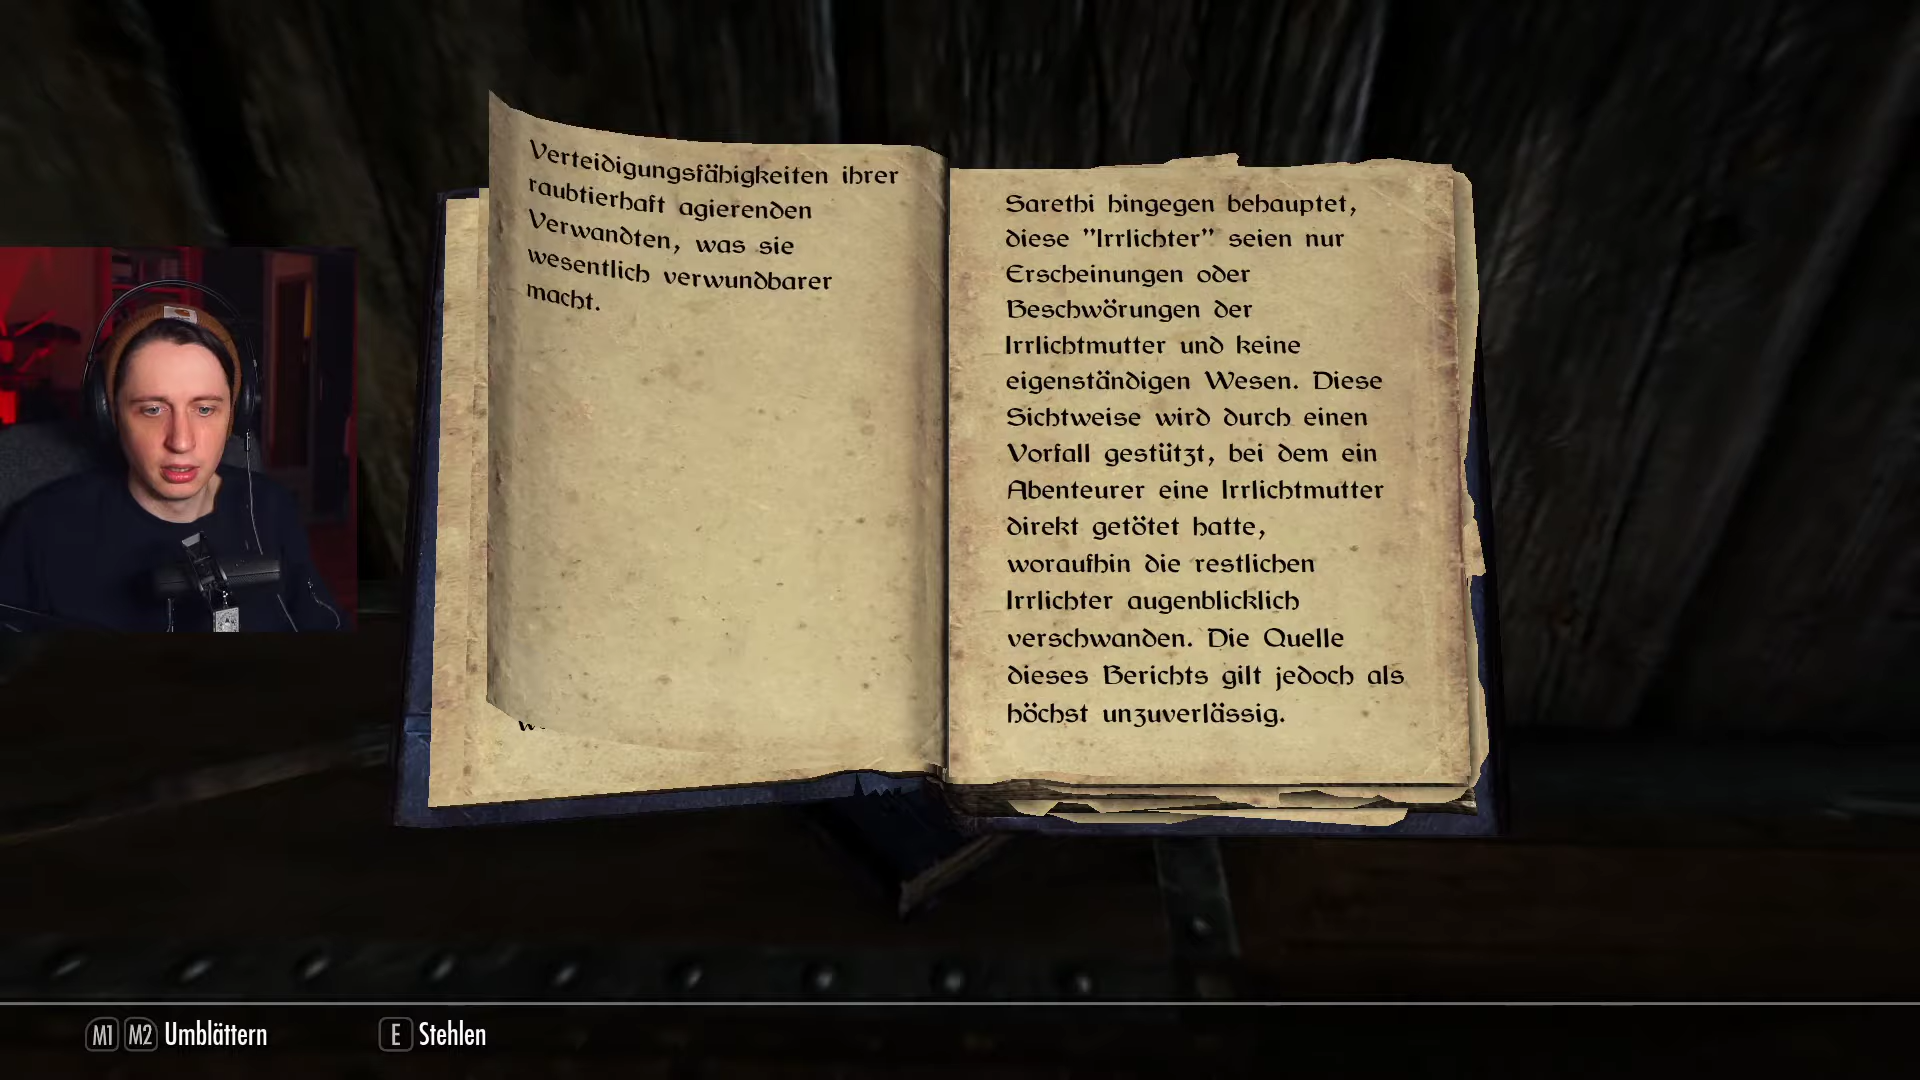 Verteidigungsfähigkeiten ihrer
raubtierhaft agierenden
Verwandten, was sie
wesentlich verwundbarer
macht.
Sarethi hingegen behauptet,
diese "Irrlichter" seien nur
Erscheinungen oder
Beschwörungen der
Irrlichtmutter und keine
eigenständigen Wesen. Diese
Sichtweise wird durch einen
Vorfall gestützt, bei dem ein
Abenteurer eine Irrlichtmutter
direkt getötet hatte,
woraufhin die restlichen
Irrlichter augenblicklich
verschwanden. Die Quelle
dieses Berichts gilt jedoch als
höchst unzuverlässig.
M1 M2 Umblättern
E Stehlen